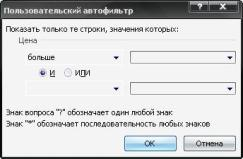 Пользовательский автофильтр
Показать только те строки, значения которых:
Цена
больше
И ИЛИ
Знак вопроса "?" обозначает один любой знак
Знак "*" обозначает последовательность любых знаков
ОК Отмена